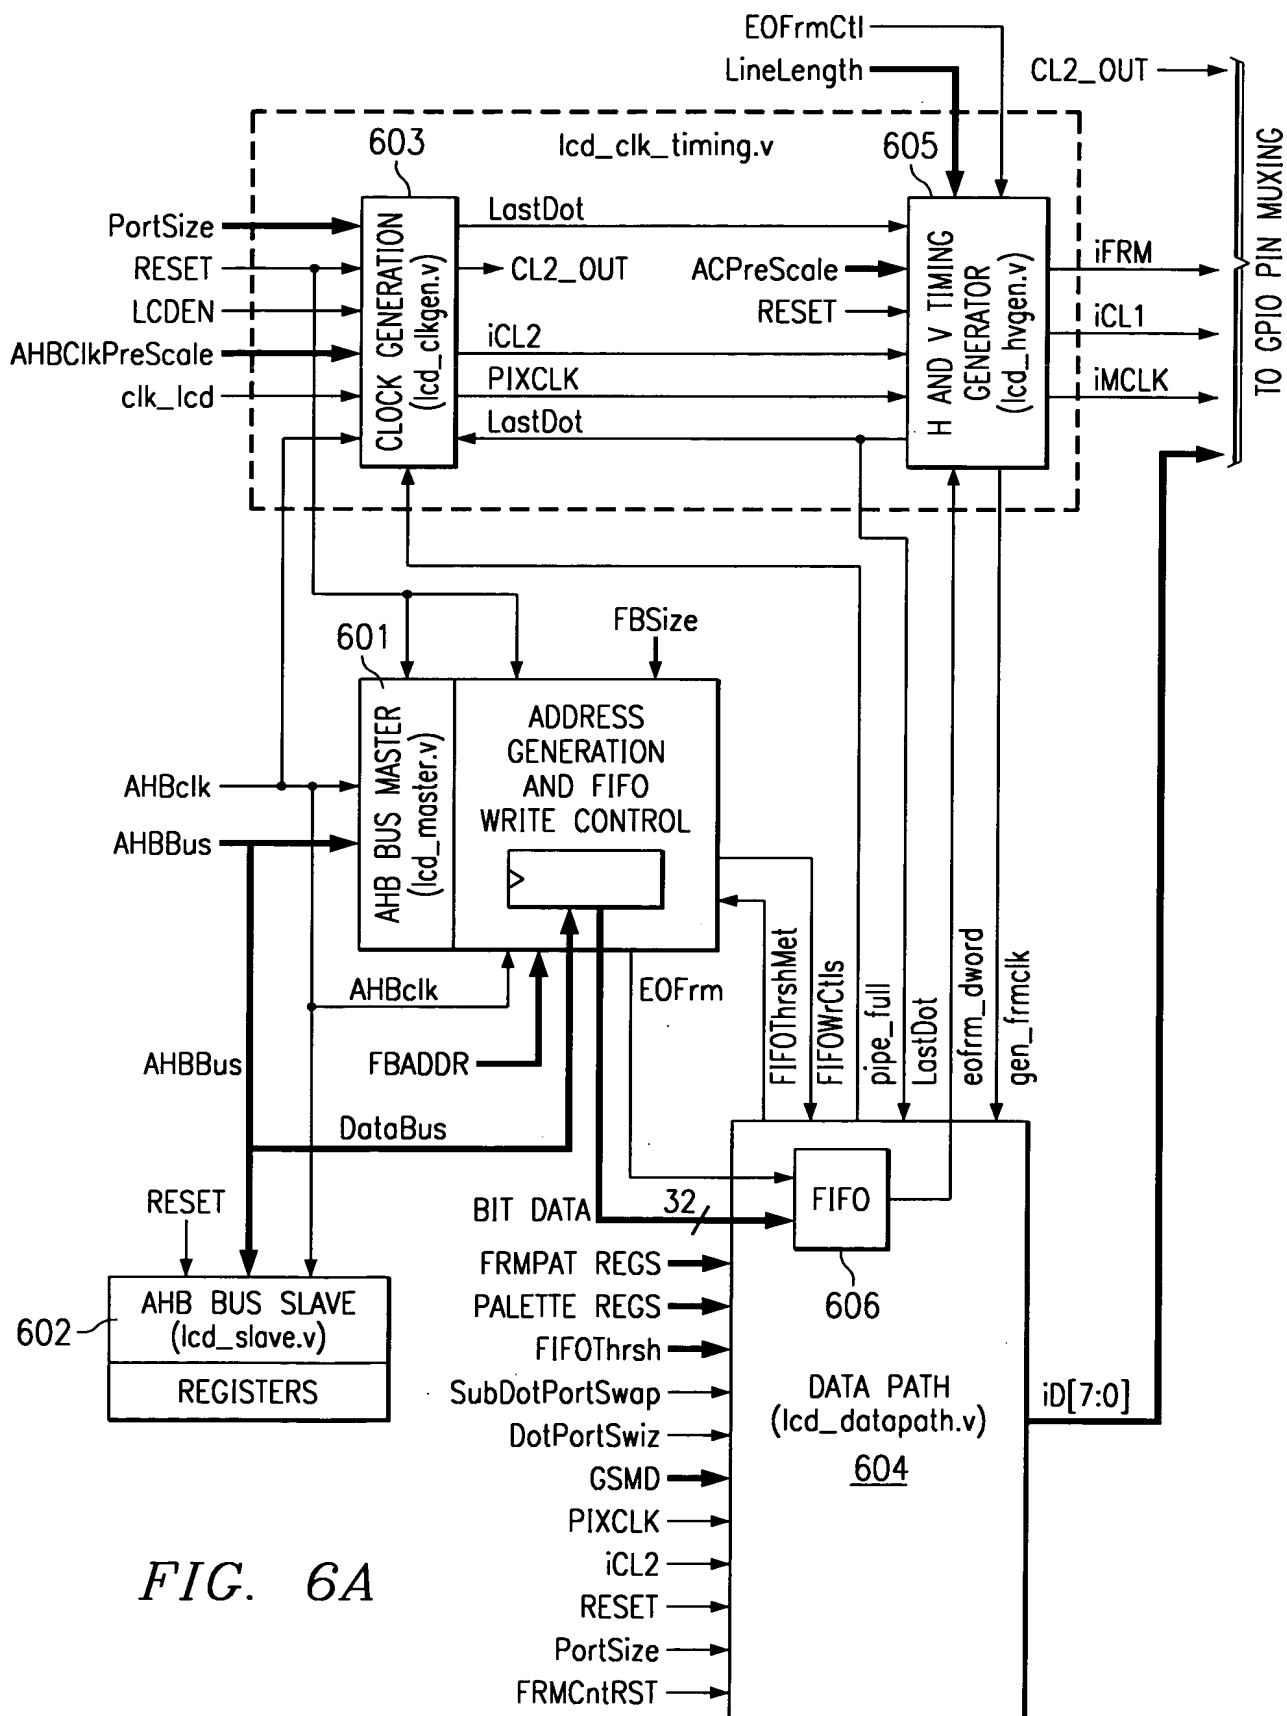 EOFrmCtl
LineLength
CL2_OUT
TO GPIO PIN MUXING
lcd_clk_timing.v
603
605
PortSize
RESET
LCDEN
AHBClkPreScale
clk_lcd
CLOCK GENERATION
(lcd_clkgen.v)
LastDot
CL2_OUT
iCL2
PIXCLK
LastDot
ACPreScale
RESET
H AND V TIMING
GENERATOR
(lcd_hvgen.v)
iFRM
iCL1
iMCLK
601
FBSize
AHB BUS MASTER
(lcd_master.v)
ADDRESS
GENERATION
AND FIFO
WRITE CONTROL
AHBclk
AHBBus
AHBclk
EOFrm
FIFOThrshMet
FIFOWrCtls
pipe_full
LastDot
eofrm_dword
gen_frmclk
AHBBus
FBADDR
DataBus
RESET
AHB BUS SLAVE
(lcd_slave.v)
REGISTERS
602
BIT DATA
32
FIFO
606
FRMPAT REGS
PALETTE REGS
FIFOThrsh
SubDotPortSwap
DotPortSwiz
GSMD
PIXCLK
iCL2
RESET
PortSize
FRMCntRST
DATA PATH
(lcd_datapath.v)
604
iD[7:0]
FIG. 6A